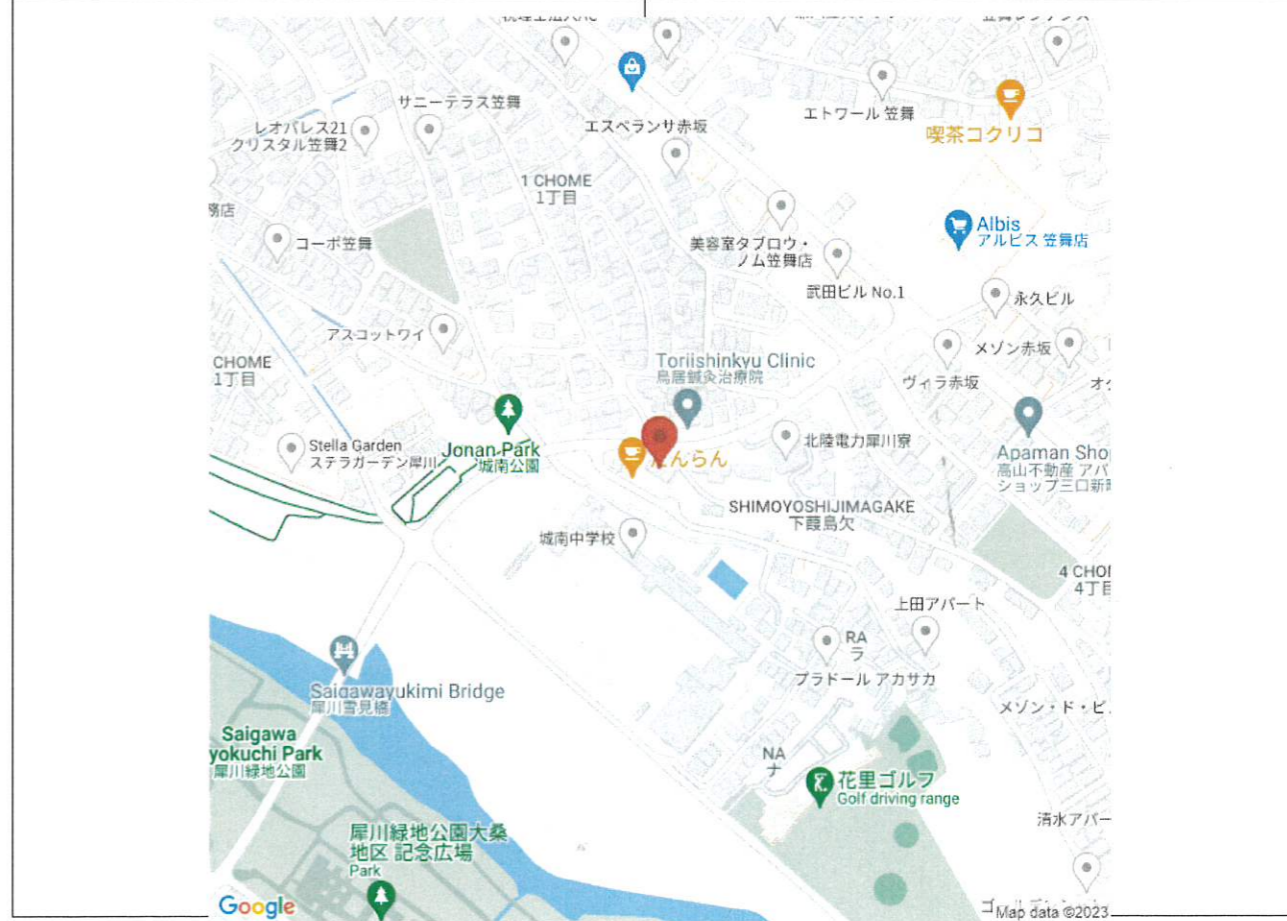 サニーテラス笠舞
レオパレス21
クリスタル笠舞2
エスペランサ赤坂
エトワール 笠舞
喫茶コクリコ
1 CHOME
1丁目
務店
コーポ笠舞
美容室タブロウ・
ノム笠舞店
Albis
アルビス 笠舞店
武田ビル No.1
永久ビル
アスコットワイ
メゾン赤坂
CHOME
1丁目
Toriishinkyu Clinic
鳥居鍼灸治療院
ヴィラ赤坂
Stella Garden
ステラガーデン犀川
Jonan Park
城南公園
んらん
北陸電力犀川寮
Apaman Sho
高山不動産 アパ
ショップ三口新
SHIMOYOSHIJIMAGAKE
下葭島欠
城南中学校
4 CHO
4丁目
上田アパート
RA
ラ
プラドール アカサカ
Saigawayukimi Bridge
犀川雪見橋
メゾン・ド・ビ
Saigawa
yokuchi Park
犀川緑地公園
NA
ナ
花里ゴルフ
Golf driving range
清水アパー
犀川緑地公園大桑
地区 記念広場
Park
Google
Map data ©2023